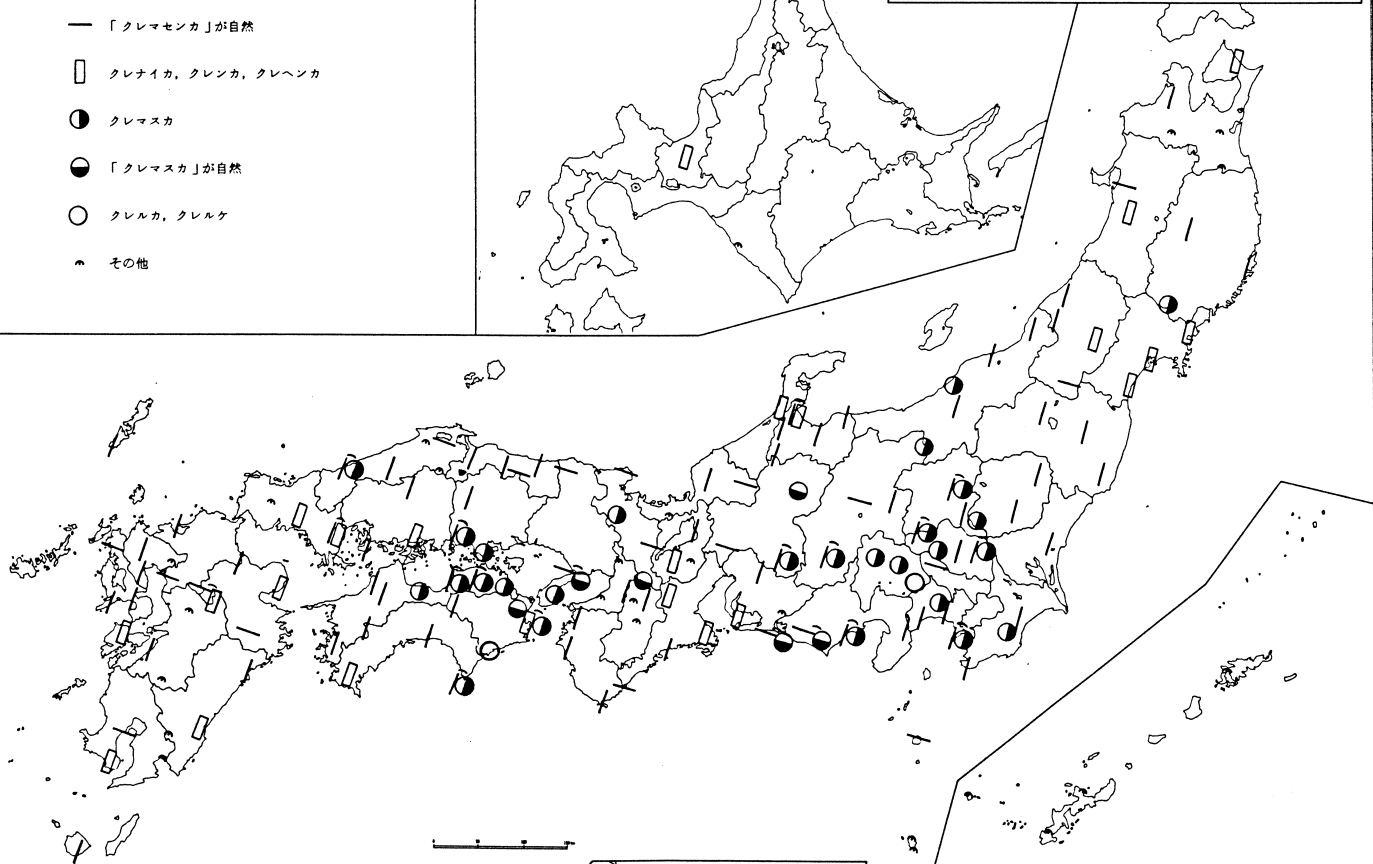 「クレマセンカ」が自然
クレナイカ, クレンカ, クレヘンカ
クレマスカ
「クレマスカ」が自然
クレルカ, クレルケ
その他